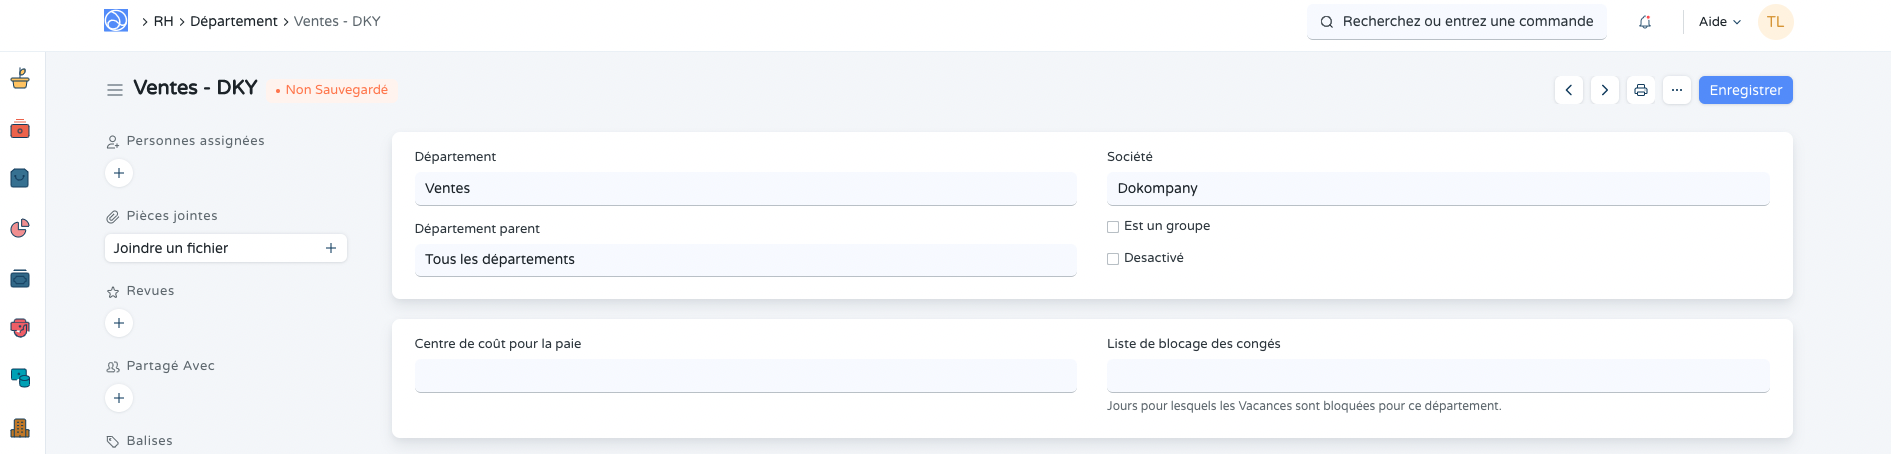 RH
Département
Ventes - DKY
Recherchez ou entrez une commande
Aide
TL
Ventes - DKY
Non Sauvegardé
Enregistrer
Personnes assignées
Pièces jointes
Joindre un fichier
Revues
Partagé Avec
Balises
Département
Ventes
Département parent
Tous les départements
Société
Dokompany
Est un groupe
Desactivé
Centre de coût pour la paie
Liste de blocage des congés
Jours pour lesquels les Vacances sont bloquées pour ce département.